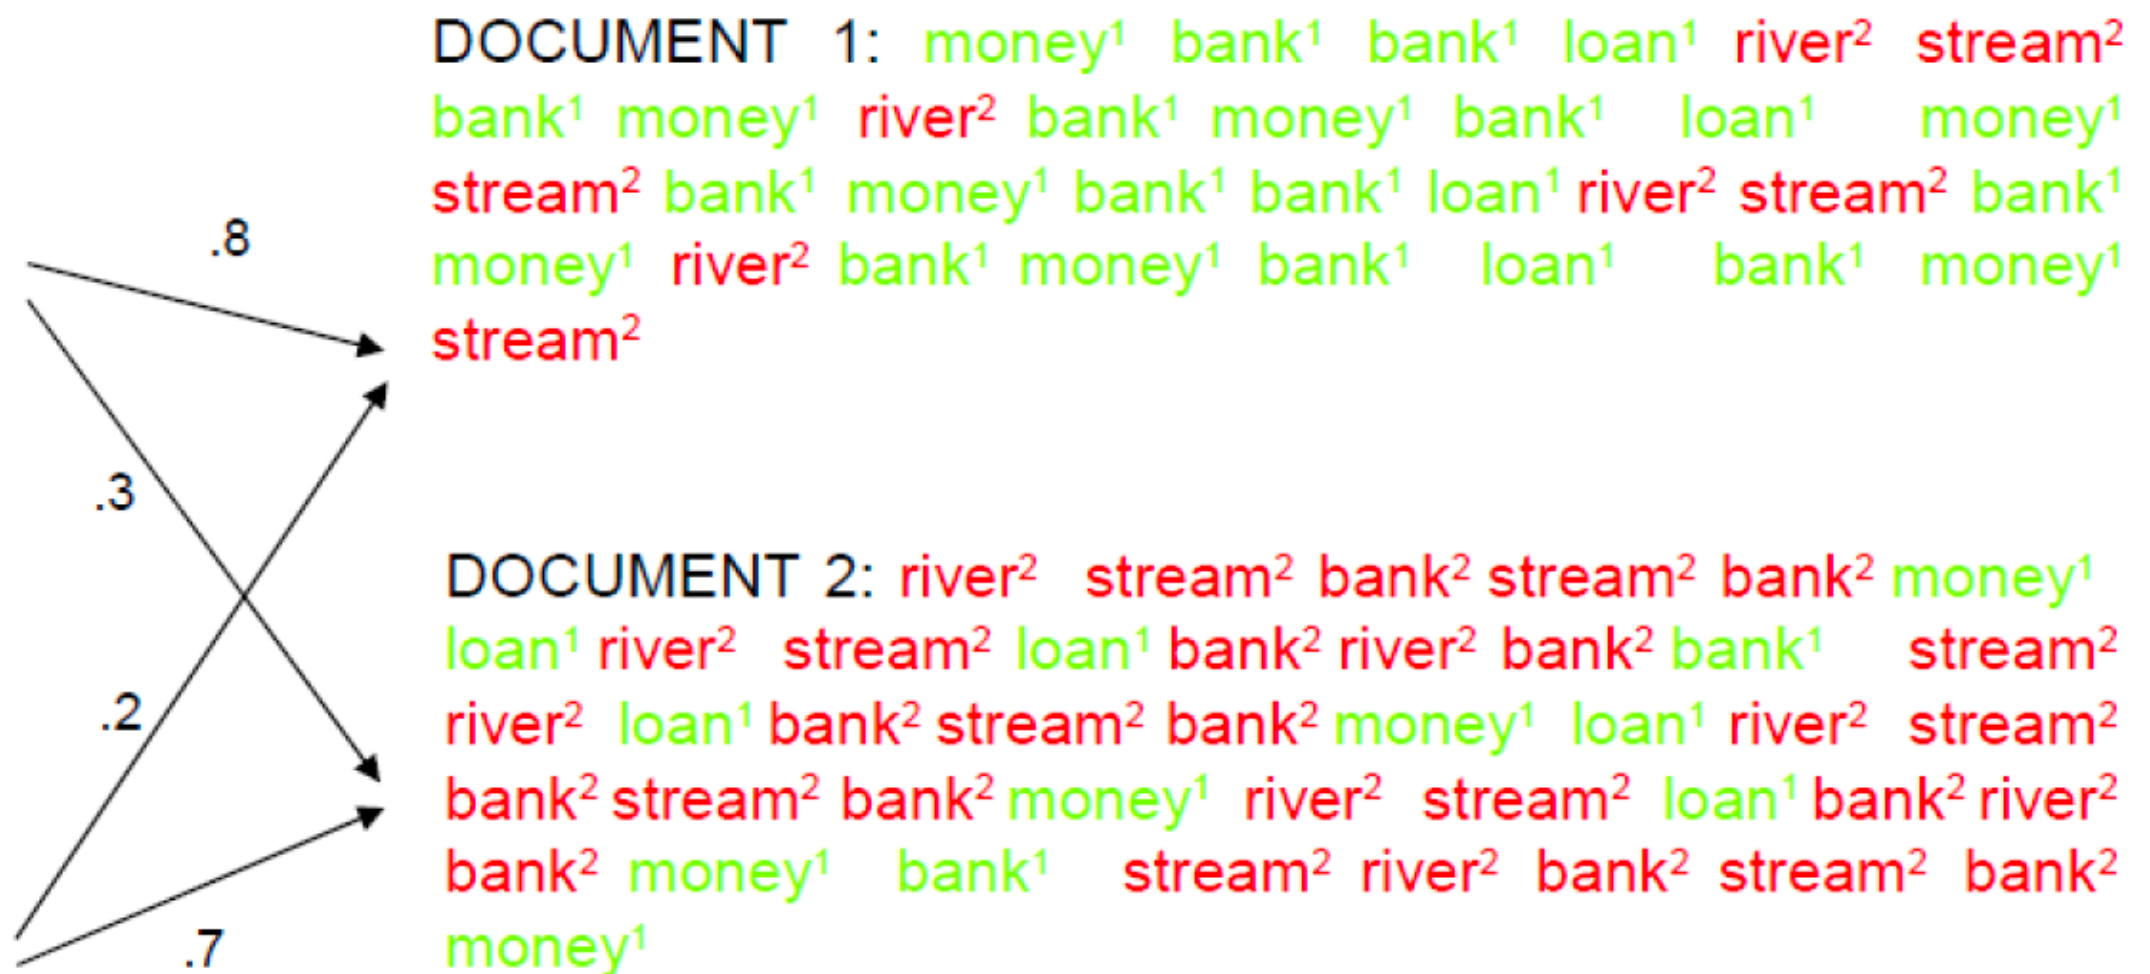 DOCUMENT 1: money¹ bank¹ bank¹ loan¹ river² stream²
bank¹ money¹ river² bank¹ money¹ bank¹ loan¹ money¹
stream² bank¹ money¹ bank¹ bank¹ loan¹ river² stream² bank¹
money¹ river² bank¹ money¹ bank¹ loan¹ bank¹ money¹
stream²
.8
.3
.2
.7
DOCUMENT 2: river² stream² bank² stream² bank² money¹
loan¹ river² stream² loan¹ bank² river² bank² bank¹ stream²
river² loan¹ bank² stream² bank² money¹ loan¹ river² stream²
bank² stream² bank² money¹ river² stream² loan¹ bank² river²
bank² money¹ bank¹ stream² river² bank² stream² bank²
money¹